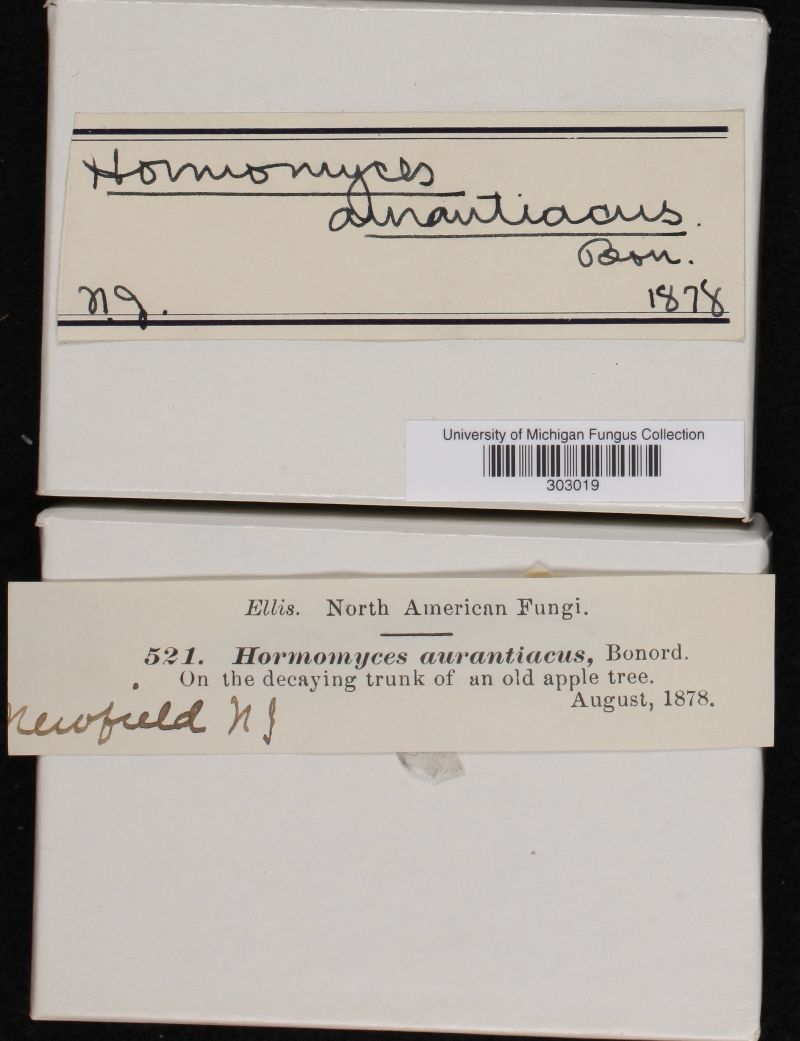 Hormomyces
aurantiacus.
Bon.
N.J. 1878
University of Michigan Fungus Collection
303019
Ellis. North American Fungi.
521. Hormomyces aurantiacus, Bonord.
On the decaying trunk of an old apple tree.
August, 1878.
Newfield NJ